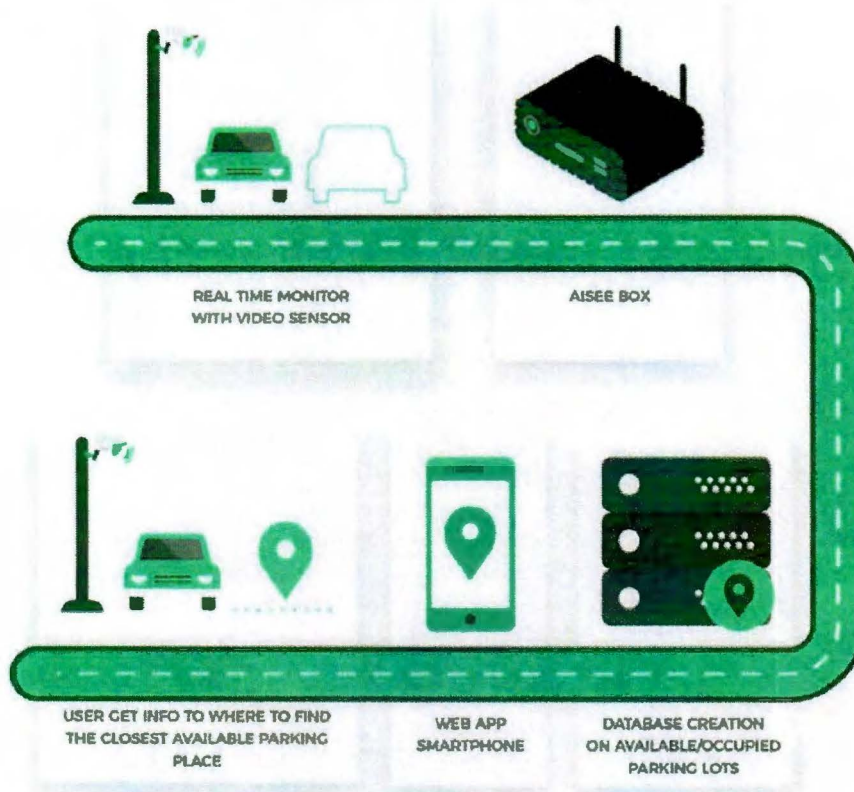 REAL TIME MONITOR
WITH VIDEO SENSOR
AISEE BOX
USER GET INFO TO WHERE TO FIND
THE CLOSEST AVAILABLE PARKING
PLACE
WEB APP
SMARTPHONE
DATABASE CREATION
ON AVAILABLE/OCCUPIED
PARKING LOTS